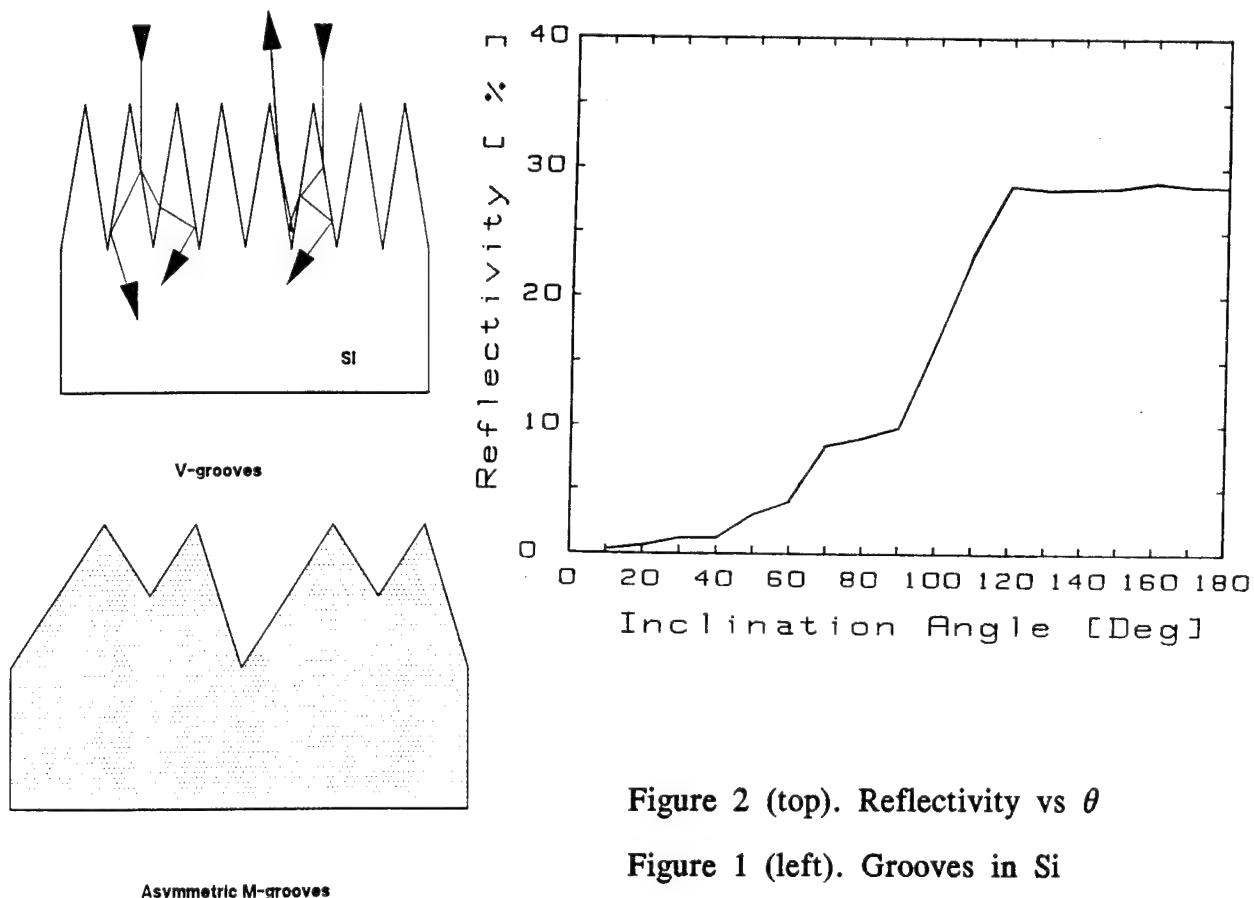 SI
V-grooves
Asymmetric M-grooves
Reflectivity [ % ]
40
30
20
10
0
0 20 40 60 80 100 120 140 160 180
Inclination Angle [Deg]
Figure 2 (top). Reflectivity vs θ
Figure 1 (left). Grooves in Si